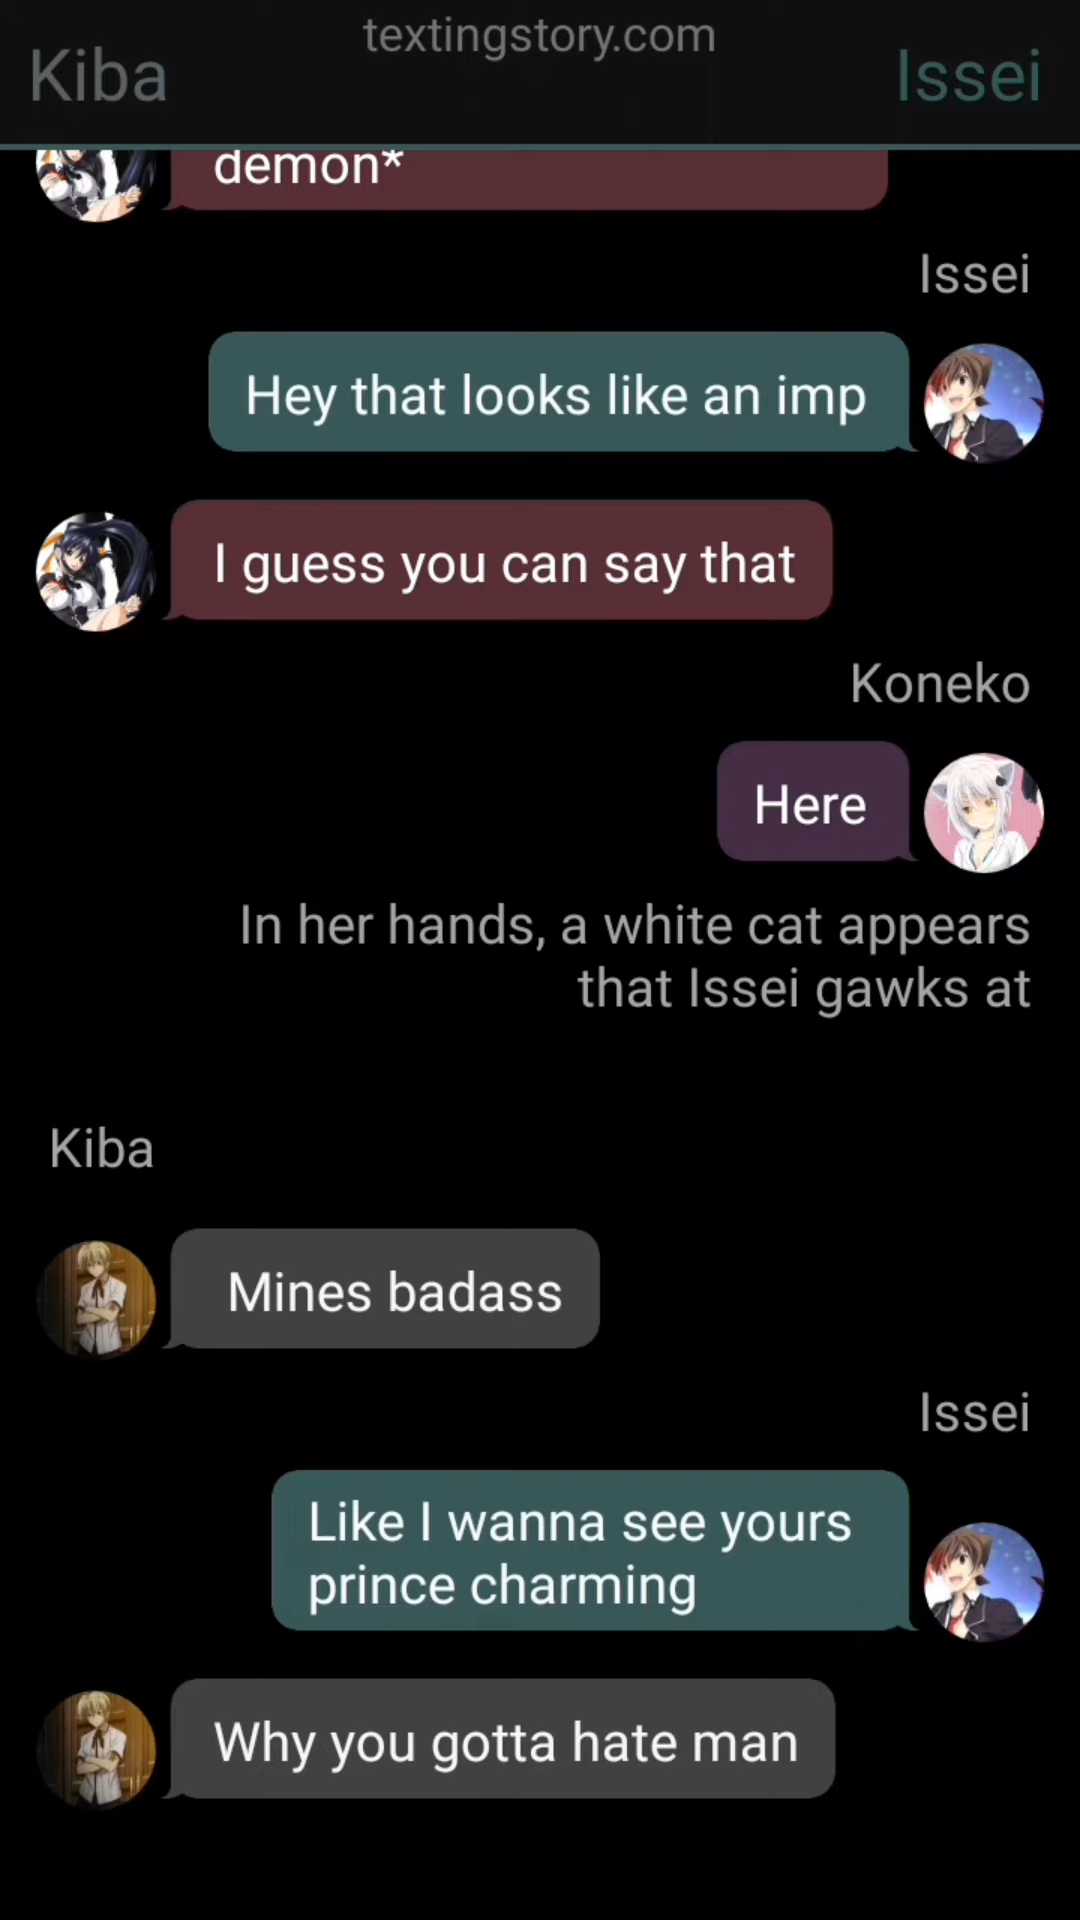 textingstory.com
Kiba
Issei
demon*
Issei
Hey that looks like an imp
I guess you can say that
Koneko
Here
In her hands, a white cat appears
that Issei gawks at
Kiba
Mines badass
Issei
Like I wanna see yours
prince charming
Why you gotta hate man